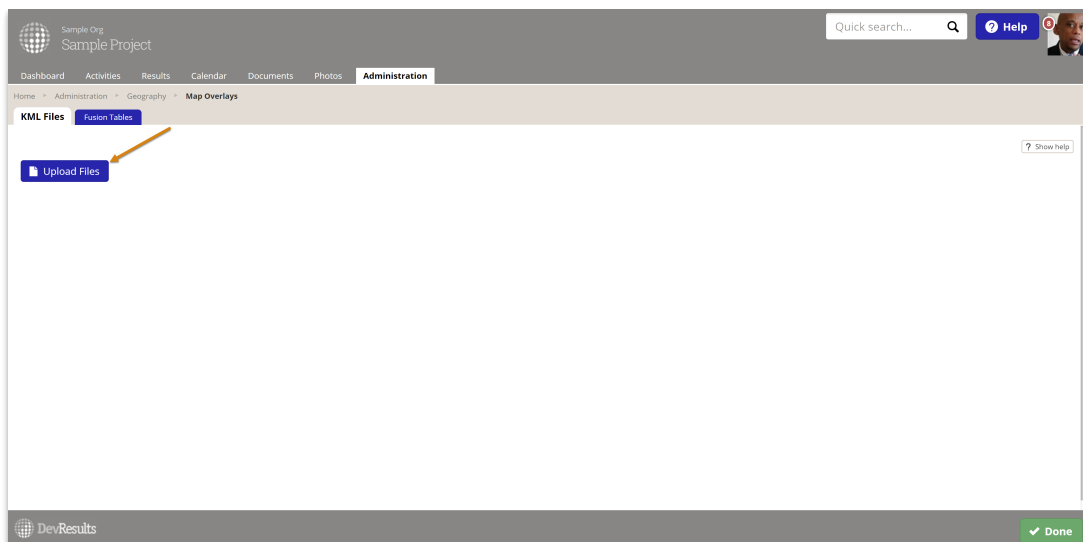 Sample Org
Sample Project
Quick search...
? Help
8
Dashboard Activities Results Calendar Documents Photos Administration
Home Administration Geography Map Overlays
KML Files Fusion Tables
? Show help
Upload Files
DevResults
Done